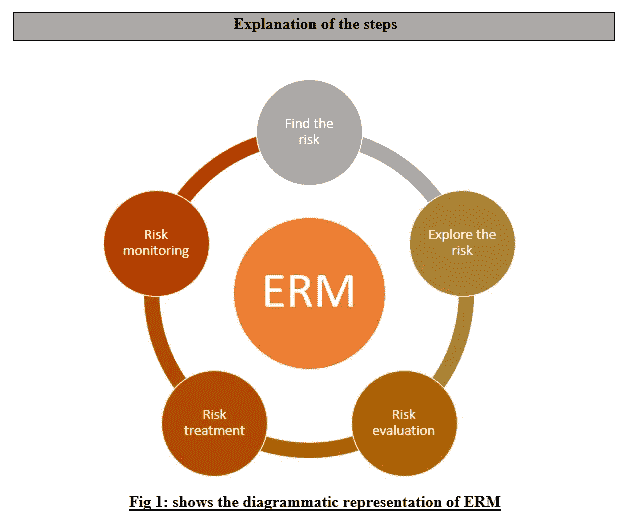 Explanation of the steps
Find the
risk
Explore the
risk
Risk
evaluation
Risk
treatment
Risk
monitoring
ERM
Fig 1: shows the diagrammatic representation of ERM